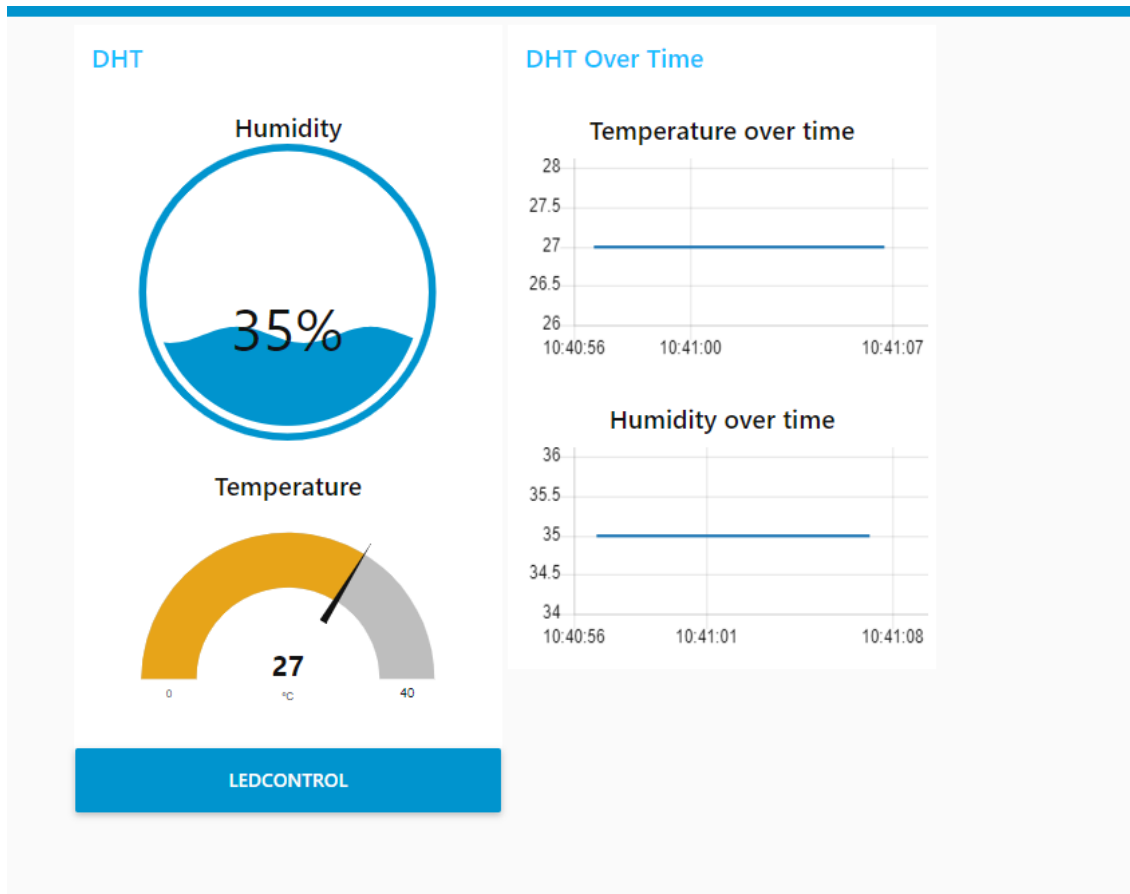 DHT
Humidity
35%
Temperature
27
°C
0
40
LEDCONTROL
DHT Over Time
Temperature over time
28
27.5
27
26.5
26
10:40:56 10:41:00 10:41:07
Humidity over time
36
35.5
35
34.5
34
10:40:56 10:41:01 10:41:08